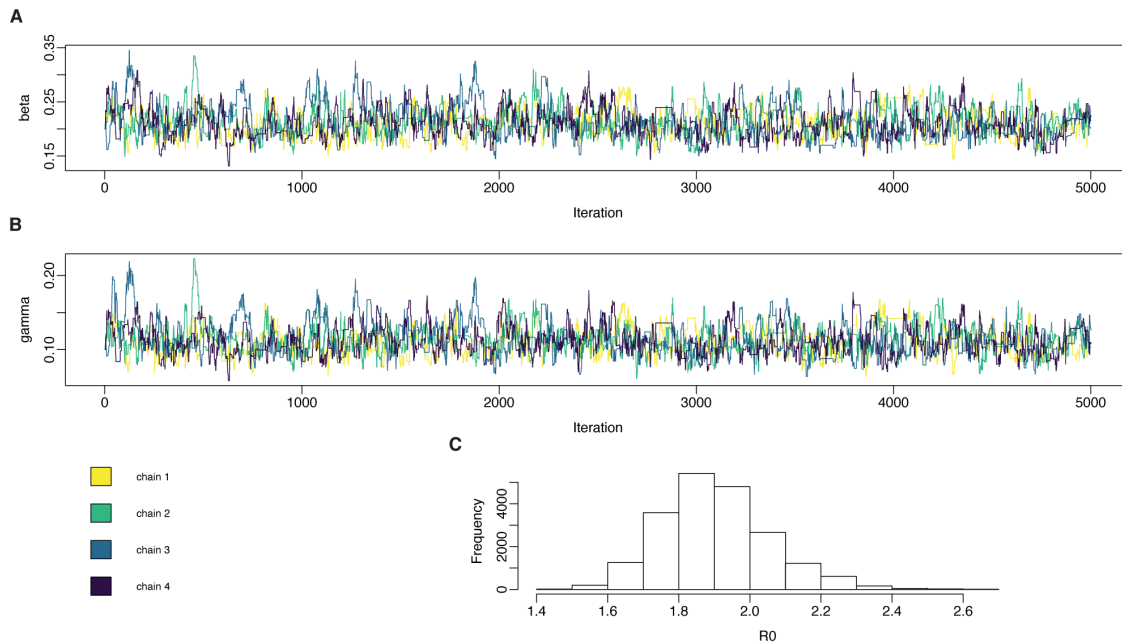 A
beta
0.35
0.25
0.15
0 1000 2000 3000 4000 5000
Iteration
B
gamma
0.20
0.10
0 1000 2000 3000 4000 5000
Iteration
chain 1
chain 2
chain 3
chain 4
C
Frequency
4000
2000
0
1.4 1.6 1.8 2.0 2.2 2.4 2.6
R0